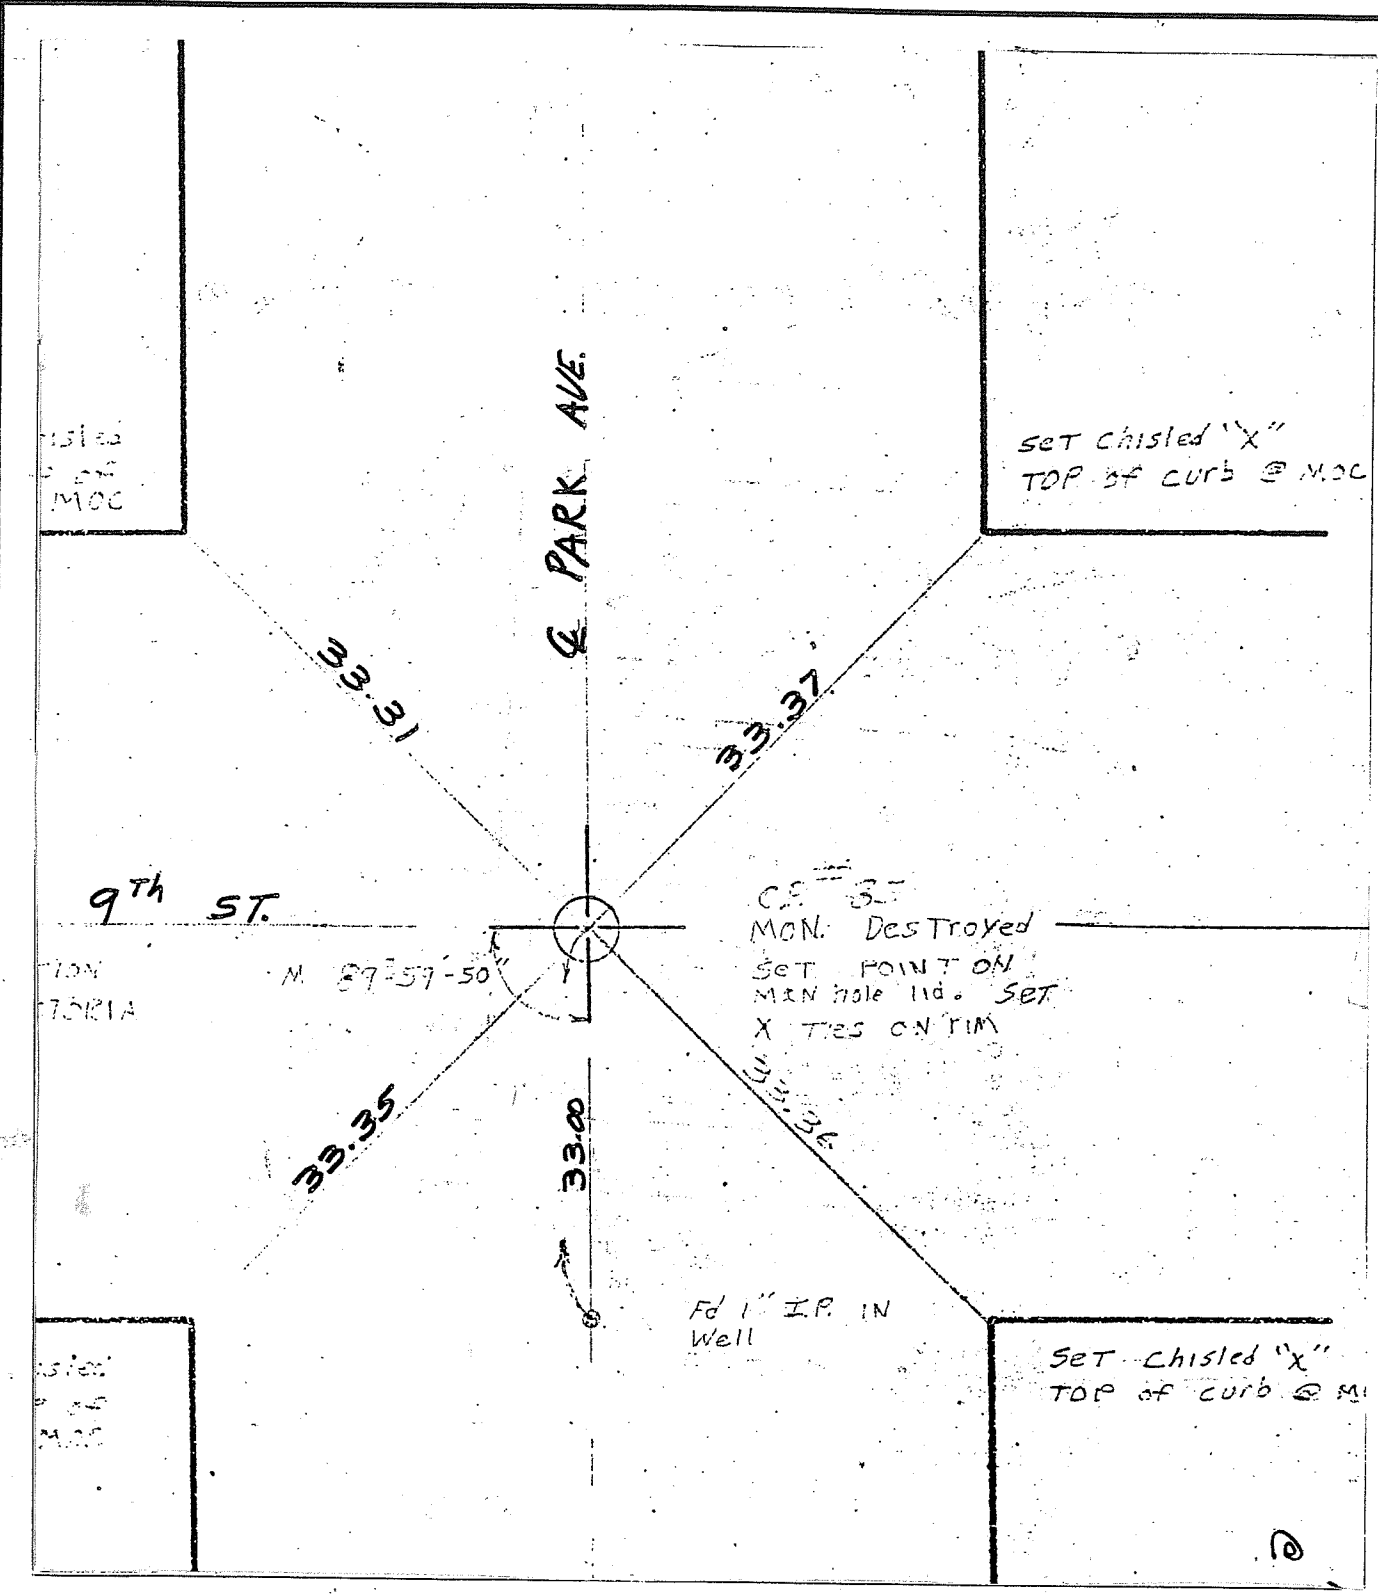 MOC
SET Chisled "X"
TOP of curb @ M.OC
℄ PARK AVE.
33.31
33.37
9Th ST.
MON. DesTroyed
SET POINT ON
MAN hole lid. SET
X Ties ON rIM
M. 89°-59'-50"
33.35
33.00
33.36
Fd 1" I.P. IN
Well
SET Chisled "X"
TOP of curb @